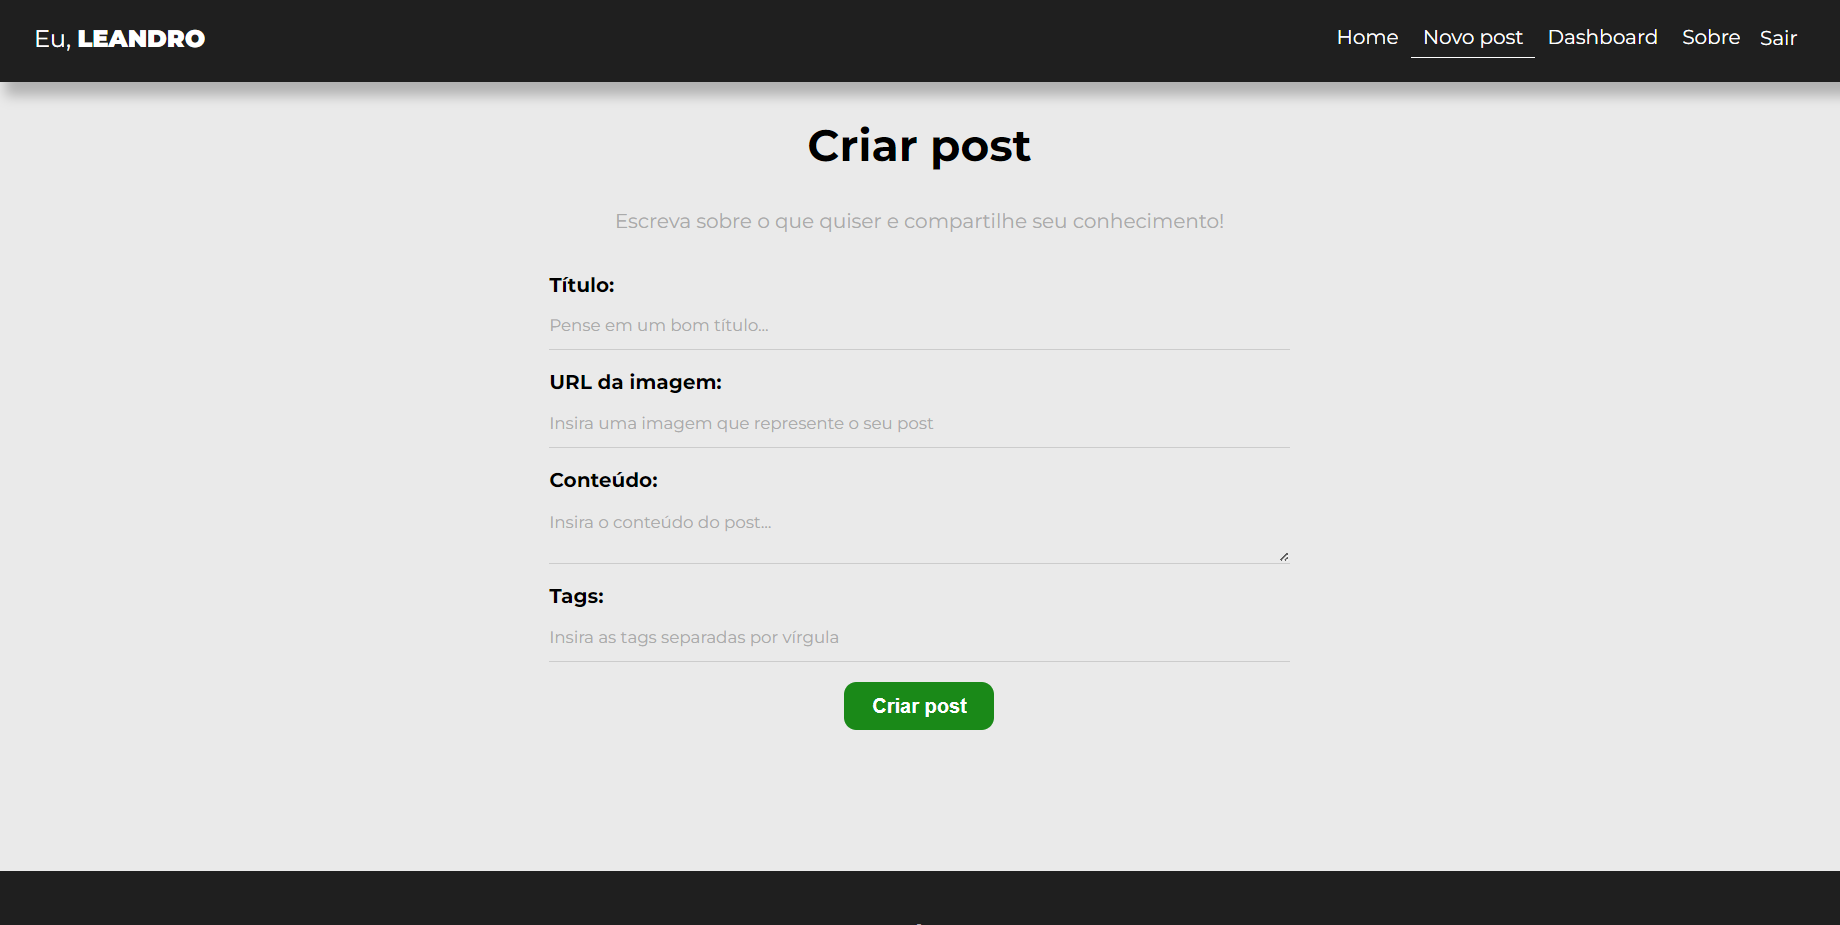 Eu, LEANDRO
Home Novo post Dashboard Sobre Sair
Criar post
Escreva sobre o que quiser e compartilhe seu conhecimento!
Título:
Pense em um bom título...
URL da imagem:
Insira uma imagem que represente o seu post
Conteúdo:
Insira o conteúdo do post...
Tags:
Insira as tags separadas por vírgula
Criar post